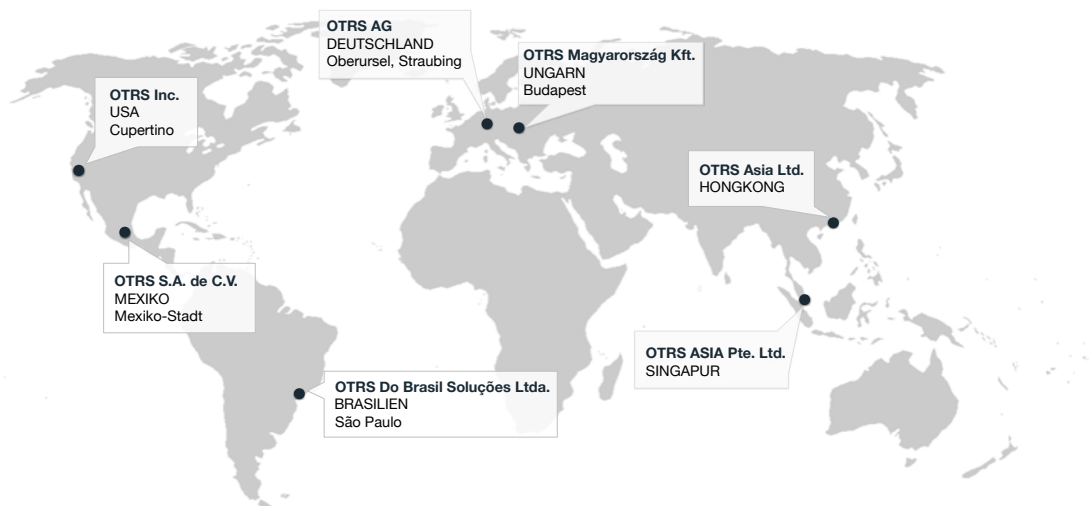 OTRS AG
DEUTSCHLAND
Oberursel, Straubing
OTRS Magyarország Kft.
UNGARN
Budapest
OTRS Inc.
USA
Cupertino
OTRS Asia Ltd.
HONGKONG
OTRS S.A. de C.V.
MEXIKO
Mexiko-Stadt
OTRS ASIA Pte. Ltd.
SINGAPUR
OTRS Do Brasil Soluções Ltda.
BRASILIEN
São Paulo